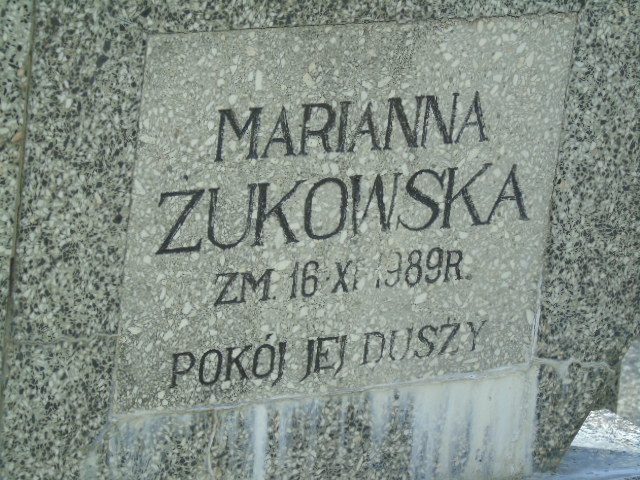 MARIANNA
ŻUKOWSKA
ZM. 16 XI 1989R.
POKÓJ JEJ DUSZY